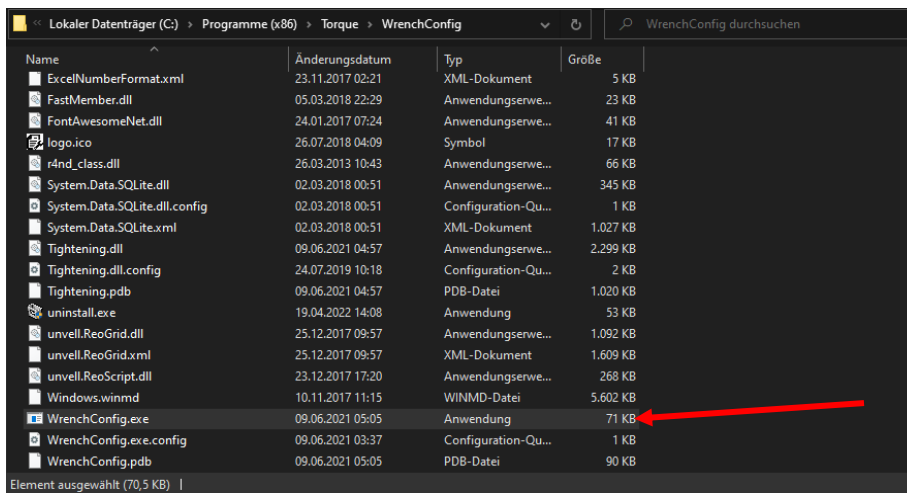 « Lokaler Datenträger (C:) › Programme (x86) › Torque › WrenchConfig WrenchConfig durchsuchen
Name Änderungsdatum Typ Größe
ExcelNumberFormat.xml 23.11.2017 02:21 XML-Dokument 5 KB
FastMember.dll 05.03.2018 22:29 Anwendungserwe... 23 KB
FontAwesomeNet.dll 24.01.2017 07:24 Anwendungserwe... 41 KB
logo.ico 26.07.2018 04:09 Symbol 17 KB
r4nd_class.dll 26.03.2013 10:43 Anwendungserwe... 66 KB
System.Data.SQLite.dll 02.03.2018 00:51 Anwendungserwe... 345 KB
System.Data.SQLite.dll.config 02.03.2018 00:51 Configuration-Qu... 1 KB
System.Data.SQLite.xml 02.03.2018 00:51 XML-Dokument 1.027 KB
Tightening.dll 09.06.2021 04:57 Anwendungserwe... 2.299 KB
Tightening.dll.config 24.07.2019 10:18 Configuration-Qu... 2 KB
Tightening.pdb 09.06.2021 04:57 PDB-Datei 1.020 KB
uninstall.exe 19.04.2022 14:08 Anwendung 53 KB
unvell.ReoGrid.dll 25.12.2017 09:57 Anwendungserwe... 1.092 KB
unvell.ReoGrid.xml 25.12.2017 09:57 XML-Dokument 1.609 KB
unvell.ReoScript.dll 23.12.2017 17:20 Anwendungserwe... 268 KB
Windows.winmd 10.11.2017 11:15 WINMD-Datei 5.602 KB
WrenchConfig.exe 09.06.2021 05:05 Anwendung 71 KB
WrenchConfig.exe.config 09.06.2021 03:37 Configuration-Qu... 1 KB
WrenchConfig.pdb 09.06.2021 05:05 PDB-Datei 90 KB
Element ausgewählt (70,5 KB)